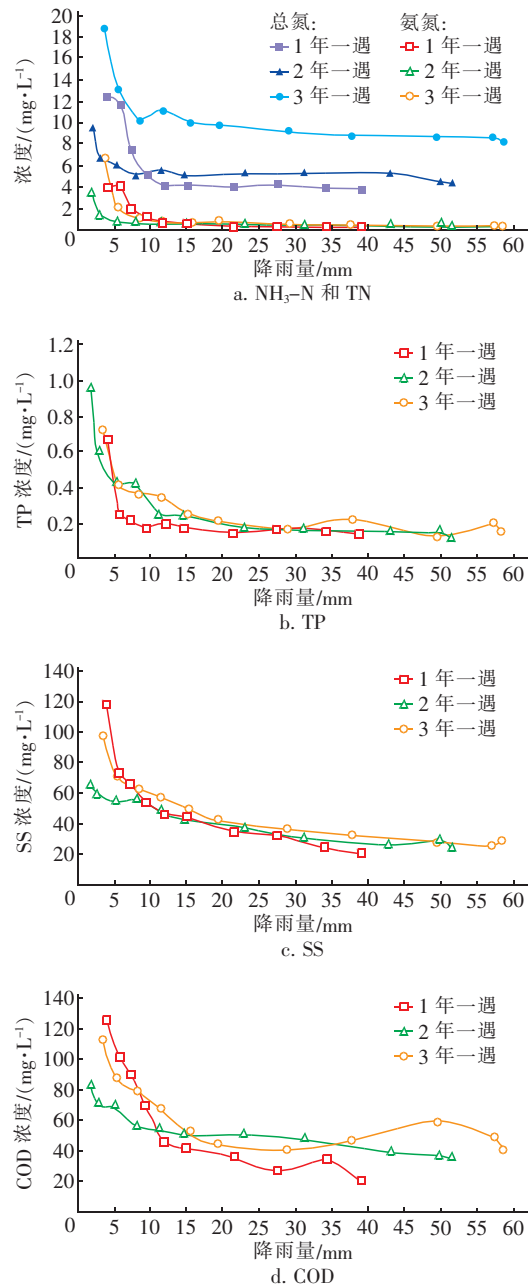 20
18
16
14
12
10
8
6
4
2
0
浓度/(mg·L⁻¹)
总氮: 氨氮:
1 年一遇 1 年一遇
2 年一遇 2 年一遇
3 年一遇 3 年一遇
5 10 15 20 25 30 35 40 45 50 55 60
降雨量/mm
a. NH₃-N 和 TN
1.2
1.0
0.8
0.6
0.4
0.2
0
TP 浓度/(mg·L⁻¹)
1 年一遇
2 年一遇
3 年一遇
5 10 15 20 25 30 35 40 45 50 55 60
降雨量/mm
b. TP
140
120
100
80
60
40
20
0
SS 浓度/(mg·L⁻¹)
1 年一遇
2 年一遇
3 年一遇
5 10 15 20 25 30 35 40 45 50 55 60
降雨量/mm
c. SS
140
120
100
80
60
40
20
0
COD 浓度/(mg·L⁻¹)
1 年一遇
2 年一遇
3 年一遇
5 10 15 20 25 30 35 40 45 50 55 60
降雨量/mm
d. COD